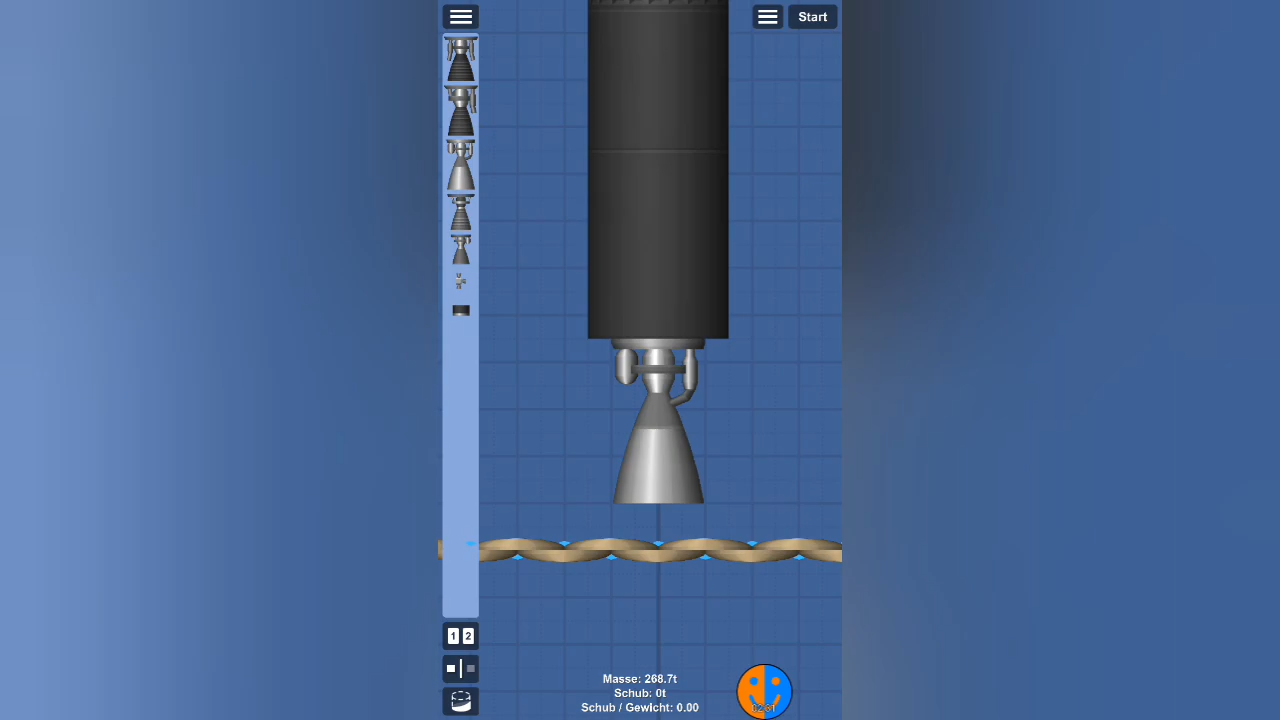 Start
1 2
Masse: 268.7t
Schub: 0t
Schub / Gewicht: 0.00